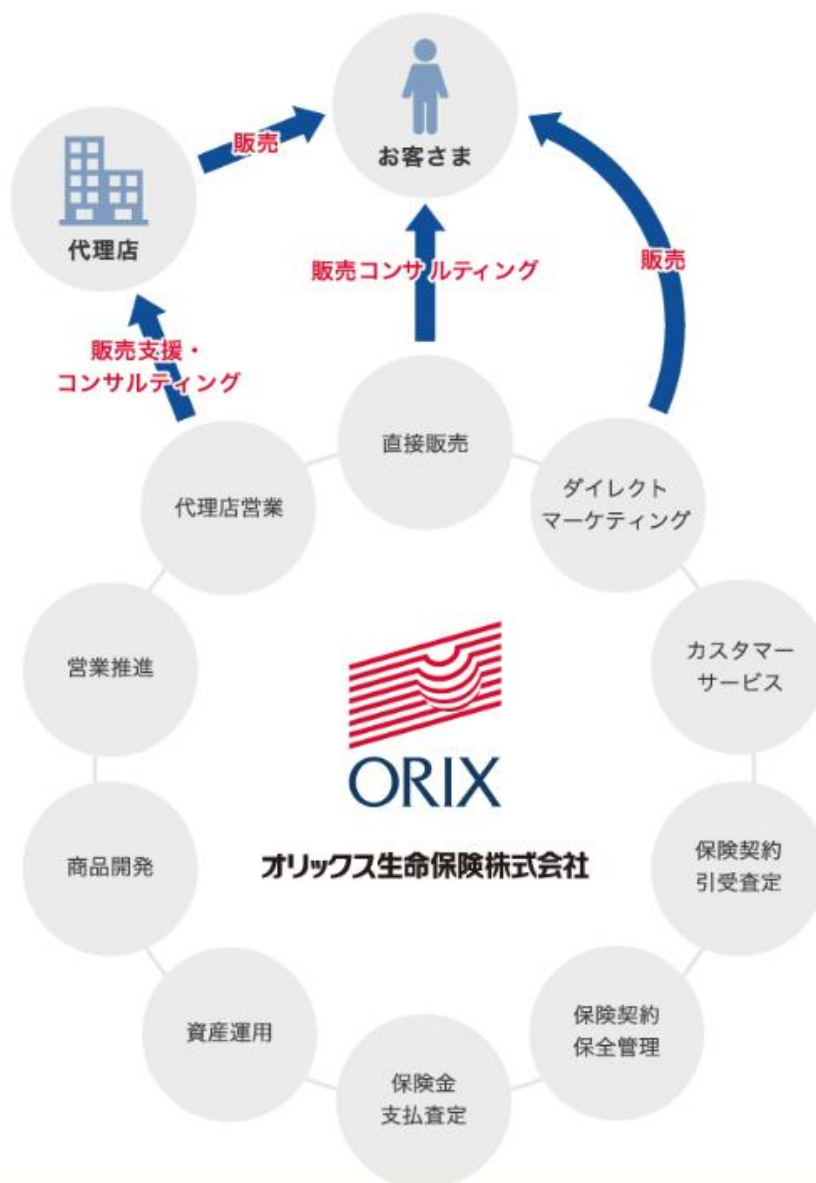 お客さま
販売
代理店
販売コンサルティング
販売
販売支援・
コンサルティング
直接販売
代理店営業
ダイレクト
マーケティング
営業推進
カスタマー
サービス
ORIX
オリックス生命保険株式会社
商品開発
保険契約
引受査定
資産運用
保険契約
保全管理
保険金
支払査定